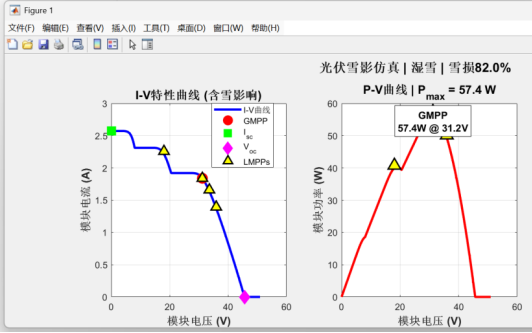 Figure 1
文件(F) 编辑(E) 查看(V) 插入(I) 工具(T) 桌面(D) 窗口(W) 帮助(H)
光伏雪影仿真 | 湿雪 | 雪损82.0%
I-V特性曲线 (含雪影响)
3
2.5
2
1.5
1
0.5
0
0 20 40 60
模块电流 (A)
模块电压 (V)
I-V曲线
GMPP
I_sc
V_oc
LMPPs
P-V曲线 | P_max = 57.4 W
60
50
40
30
20
10
0
0 20 40 60
模块功率 (W)
模块电压 (V)
GMPP
57.4W @ 31.2V